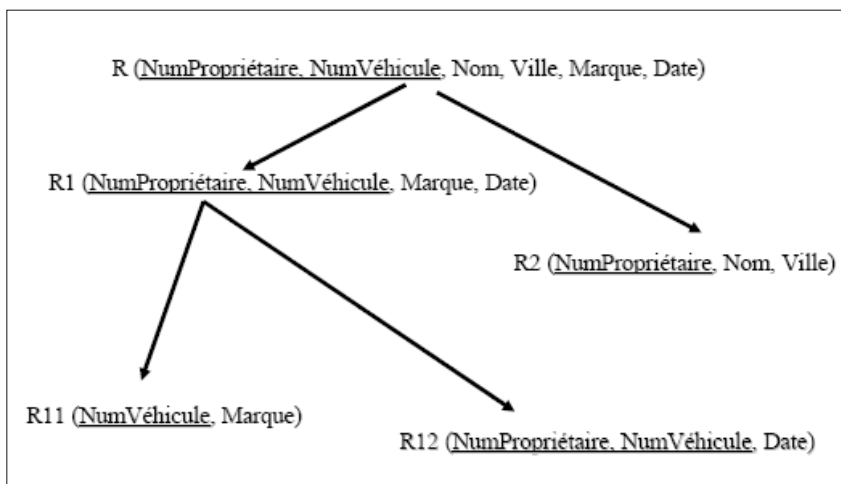 R (NumPropriétaire, NumVéhicule, Nom, Ville, Marque, Date)
R1 (NumPropriétaire, NumVéhicule, Marque, Date)
R2 (NumPropriétaire, Nom, Ville)
R11 (NumVéhicule, Marque)
R12 (NumPropriétaire, NumVéhicule, Date)